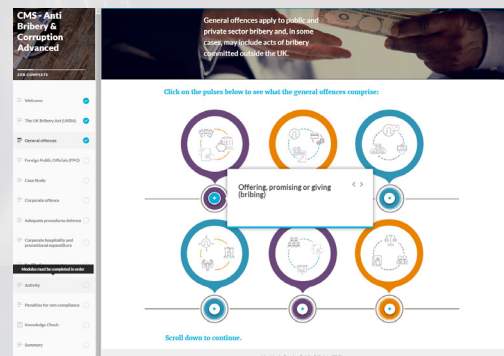 CMS - Anti
Bribery &
Corruption
Advanced
20% COMPLETE
Welcome
The UK Bribery Act (UKBA)
General offences
Foreign Public Officials (FPO)
Case Study
Corporate offence
Adequate procedures defence
Corporate hospitality and
promotional expenditure
Modules must be completed in order
Activity
Penalties for non-compliance
Knowledge Check
Summary
General offences apply to public and
private sector bribery and, in some
cases, may include acts of bribery
committed outside the UK.
Click on the pulses below to see what the general offences comprise:
Offering, promising or giving
(bribing)
Scroll down to continue.